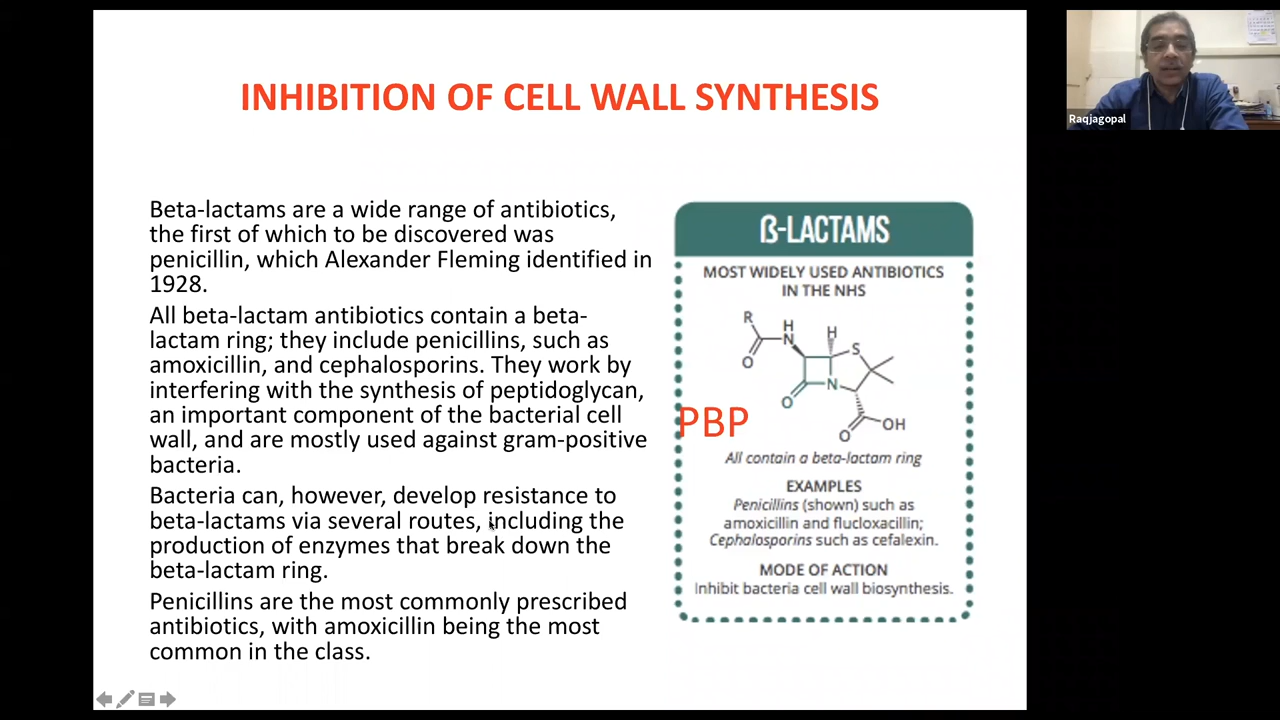 INHIBITION OF CELL WALL SYNTHESIS
Raqjagopal
Beta-lactams are a wide range of antibiotics,
the first of which to be discovered was
penicillin, which Alexander Fleming identified in
1928.
All beta-lactam antibiotics contain a beta-
lactam ring; they include penicillins, such as
amoxicillin, and cephalosporins. They work by
interfering with the synthesis of peptidoglycan,
an important component of the bacterial cell
wall, and are mostly used against gram-positive
bacteria.
Bacteria can, however, develop resistance to
beta-lactams via several routes, including the
production of enzymes that break down the
beta-lactam ring.
Penicillins are the most commonly prescribed
antibiotics, with amoxicillin being the most
common in the class.
ß-LACTAMS
MOST WIDELY USED ANTIBIOTICS
IN THE NHS
R
H
N
H
S
O
N
O
OH
O
PBP
All contain a beta-lactam ring
EXAMPLES
Penicillins (shown) such as
amoxicillin and flucloxacillin;
Cephalosporins such as cefalexin.
MODE OF ACTION
Inhibit bacteria cell wall biosynthesis.